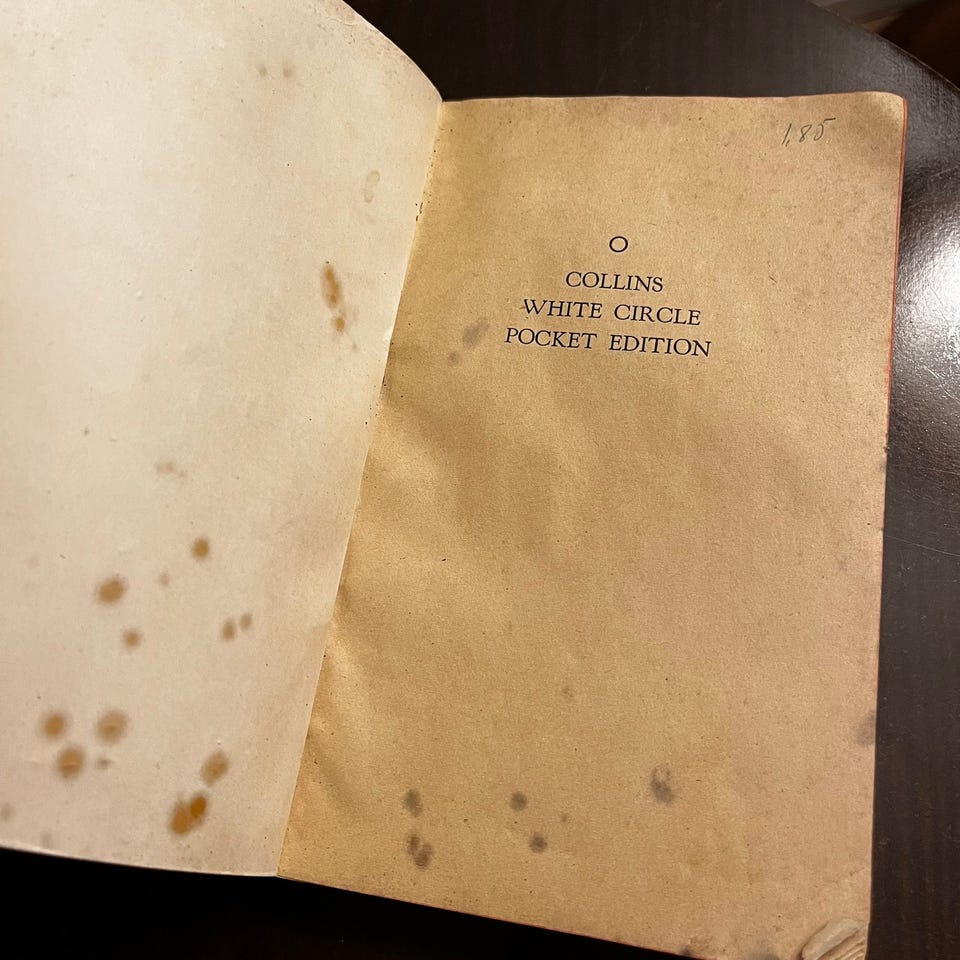 1,85
O
COLLINS
WHITE CIRCLE
POCKET EDITION